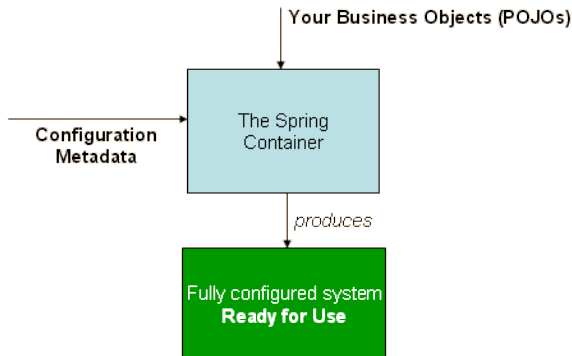 Your Business Objects (POJOs)
The Spring
Container
Configuration
Metadata
produces
Fully configured system
Ready for Use